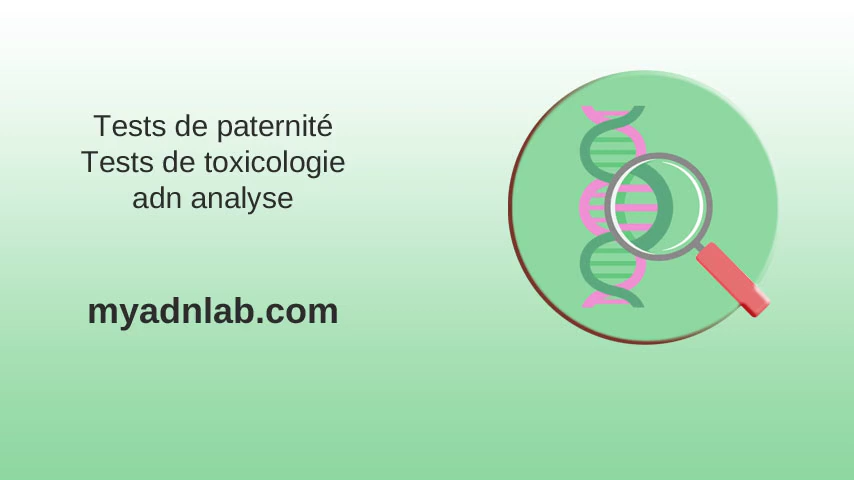 Tests de paternité
Tests de toxicologie
adn analyse
myadnlab.com